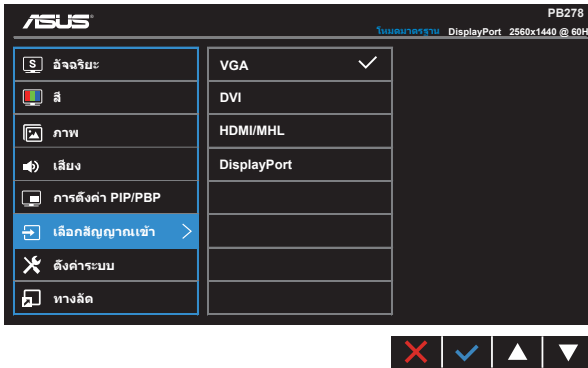 ASUS
PB278
โหมดมาตรฐาน DisplayPort 2560x1440 @ 60H
S อัจฉริยะ
สี
ภาพ
เสียง
การตั้งค่า PIP/PBP
เลือกสัญญาณเข้า
ตั้งค่าระบบ
ทางลัด
VGA
DVI
HDMI/MHL
DisplayPort